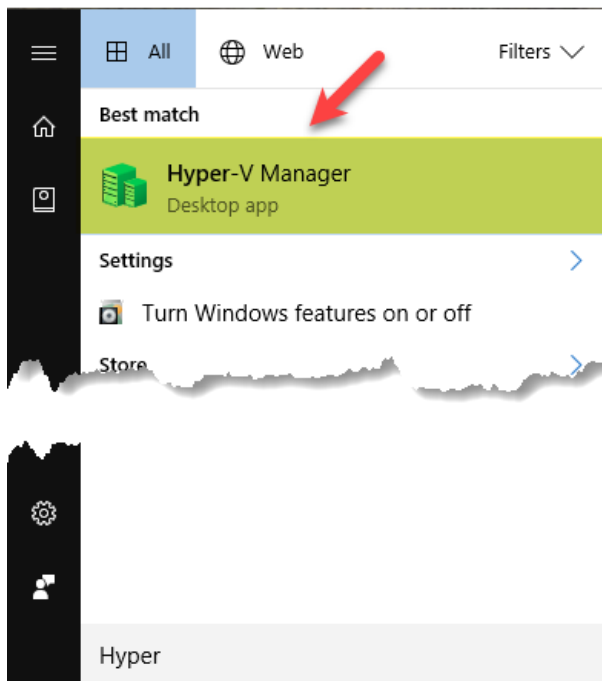 All Web Filters
Best match
Hyper-V Manager
Desktop app
Settings
Turn Windows features on or off
Store
Hyper